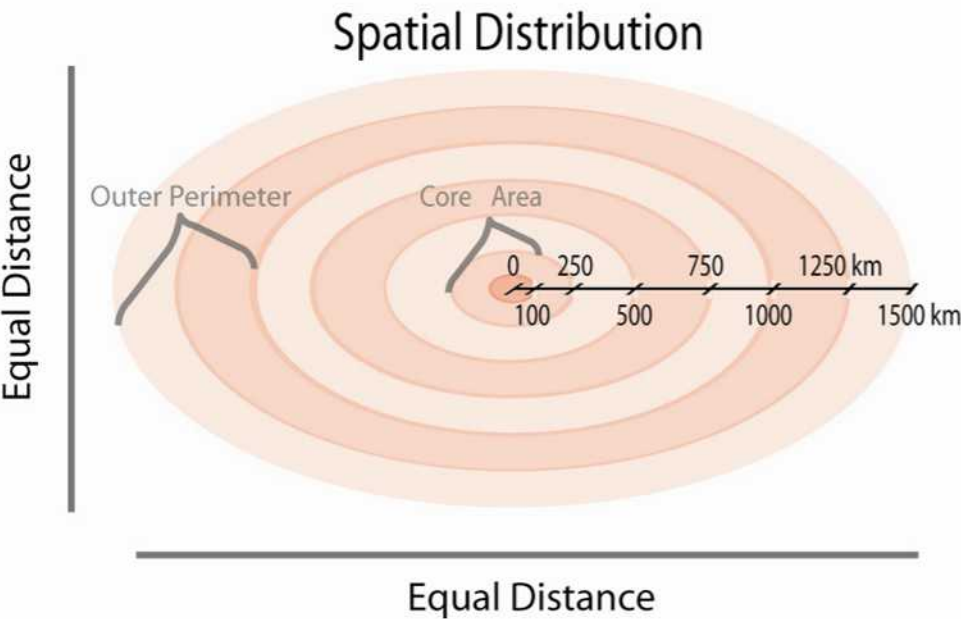 Spatial Distribution
Equal Distance
Outer Perimeter
Core Area
0 250 750 1250 km
100 500 1000 1500 km
Equal Distance